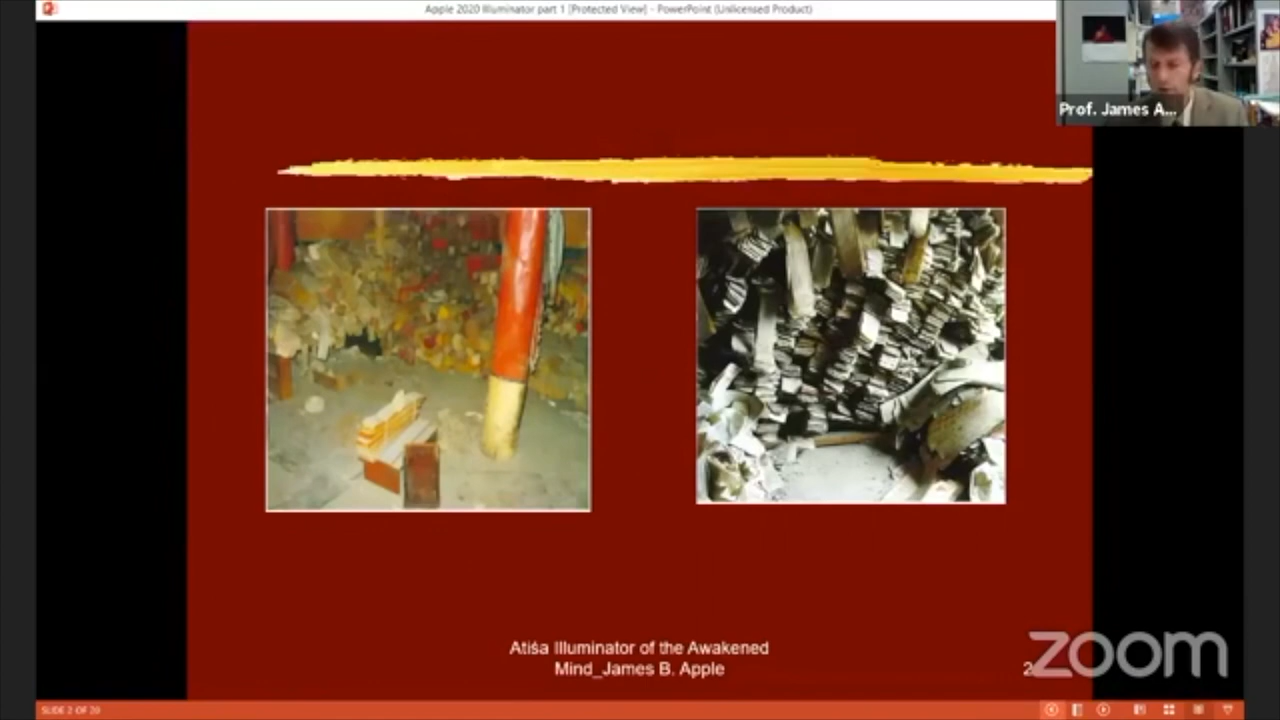 Apple 2020 Illuminator part 1 [Protected View] - PowerPoint (Unlicensed Product)
Prof. James A...
Atiśa Illuminator of the Awakened
Mind_James B. Apple
2
zoom
SLIDE 2 OF 20